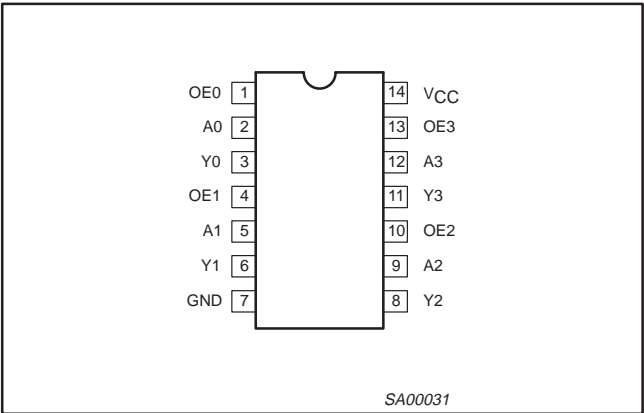 OE0 1 14 VCC
A0 2 13 OE3
Y0 3 12 A3
OE1 4 11 Y3
A1 5 10 OE2
Y1 6 9 A2
GND 7 8 Y2
SA00031